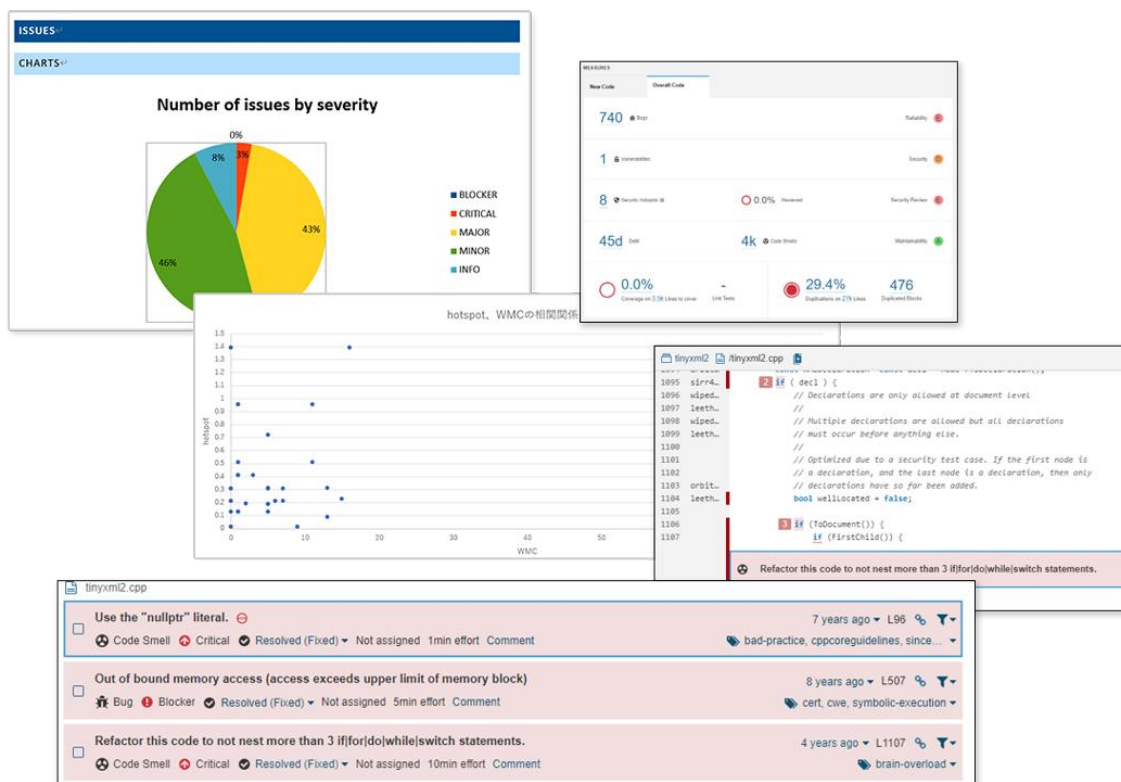 ISSUES
CHARTS
Number of issues by severity
0%
3%
8%
43%
46%
BLOCKER
CRITICAL
MAJOR
MINOR
INFO
MEASURES
New Code
Overall Code
740 Bugs
Reliability E
1 Vulnerabilities
Security D
8 Security Hotspots
0.0% Reviewed
Security Review E
45d Debt
4k Code Smells
Maintainability A
0.0%
Coverage on 3.9k Lines to cover
-
Unit Tests
29.4%
Duplications on 27k Lines
476
Duplicated Blocks
hotspot、WMCの相関関係
1.5
1.4
1.3
1.2
1.1
1
0.9
0.8
0.7
0.6
0.5
0.4
0.3
0.2
0.1
0
hotspot
0 10 20 30 40 50
WMC
tinyxml2 /tinyxml2.cpp
1095 sirr4… 2 if ( decl ) {
1096 wiped… // Declarations are only allowed at document level
1097 leeth… //
1098 wiped… // Multiple declarations are allowed but all declarations
1099 leeth… // must occur before anything else.
1100 //
1101 // Optimized due to a security test case. If the first node is
1102 // a declaration, and the last node is a declaration, then only
1103 orbit… // declarations have so far been added.
1104 leeth… bool wellLocated = false;
1105
1106 3 if (ToDocument()) {
1107 if (FirstChild()) {
Refactor this code to not nest more than 3 if|for|do|while|switch statements.
tinyxml2.cpp
Use the "nullptr" literal.
7 years ago L96
Code Smell Critical Resolved (Fixed) Not assigned 1min effort Comment
bad-practice, cppcoreguidelines, since…
Out of bound memory access (access exceeds upper limit of memory block)
8 years ago L507
Bug Blocker Resolved (Fixed) Not assigned 5min effort Comment
cert, cwe, symbolic-execution
Refactor this code to not nest more than 3 if|for|do|while|switch statements.
4 years ago L1107
Code Smell Critical Resolved (Fixed) Not assigned 10min effort Comment
brain-overload